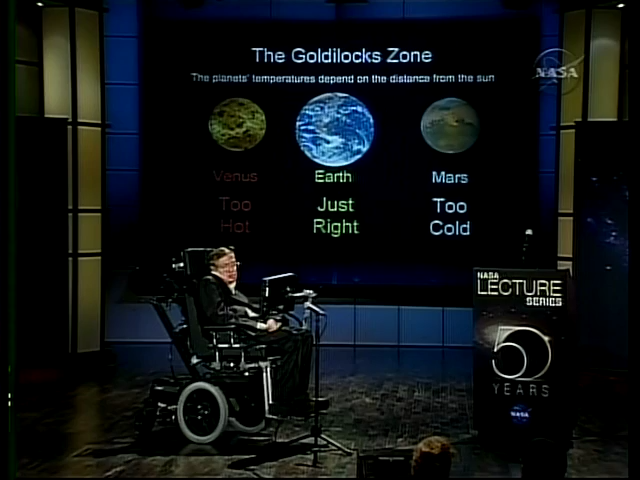 The Goldilocks Zone
The planets' temperatures depend on the distance from the sun
NASA
Venus
Earth
Mars
Too
Hot
Just
Right
Too
Cold
NASA
LECTURE
SERIES
50
YEARS
NASA